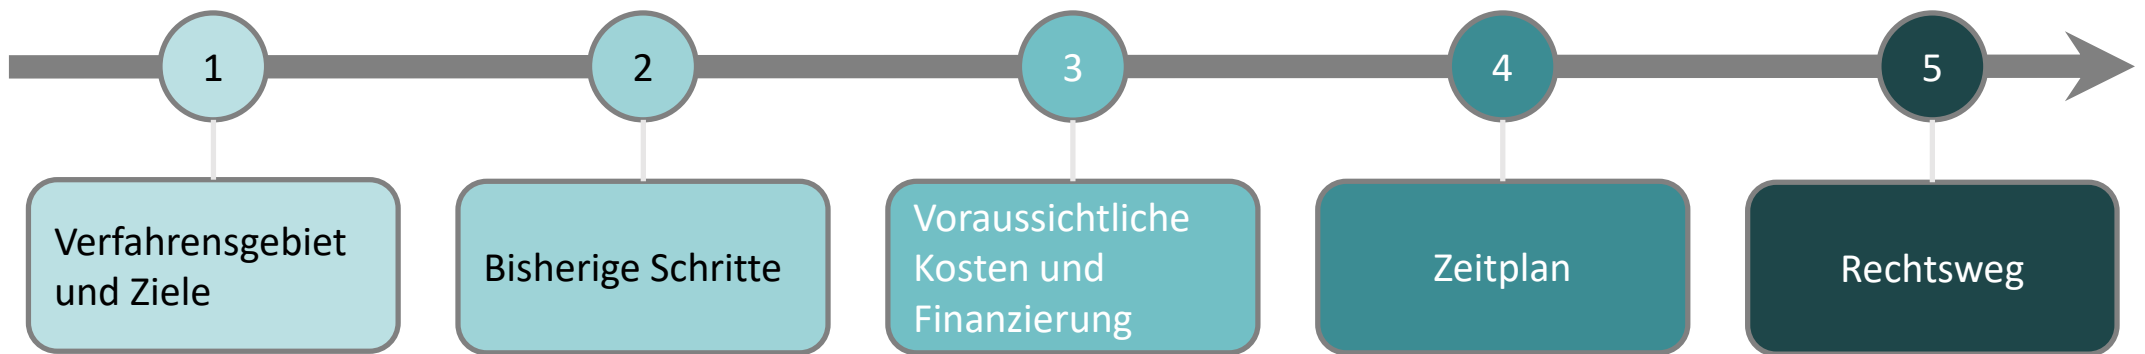 1
2
3
4
5
Verfahrensgebiet
und Ziele
Bisherige Schritte
Voraussichtliche
Kosten und
Finanzierung
Zeitplan
Rechtsweg